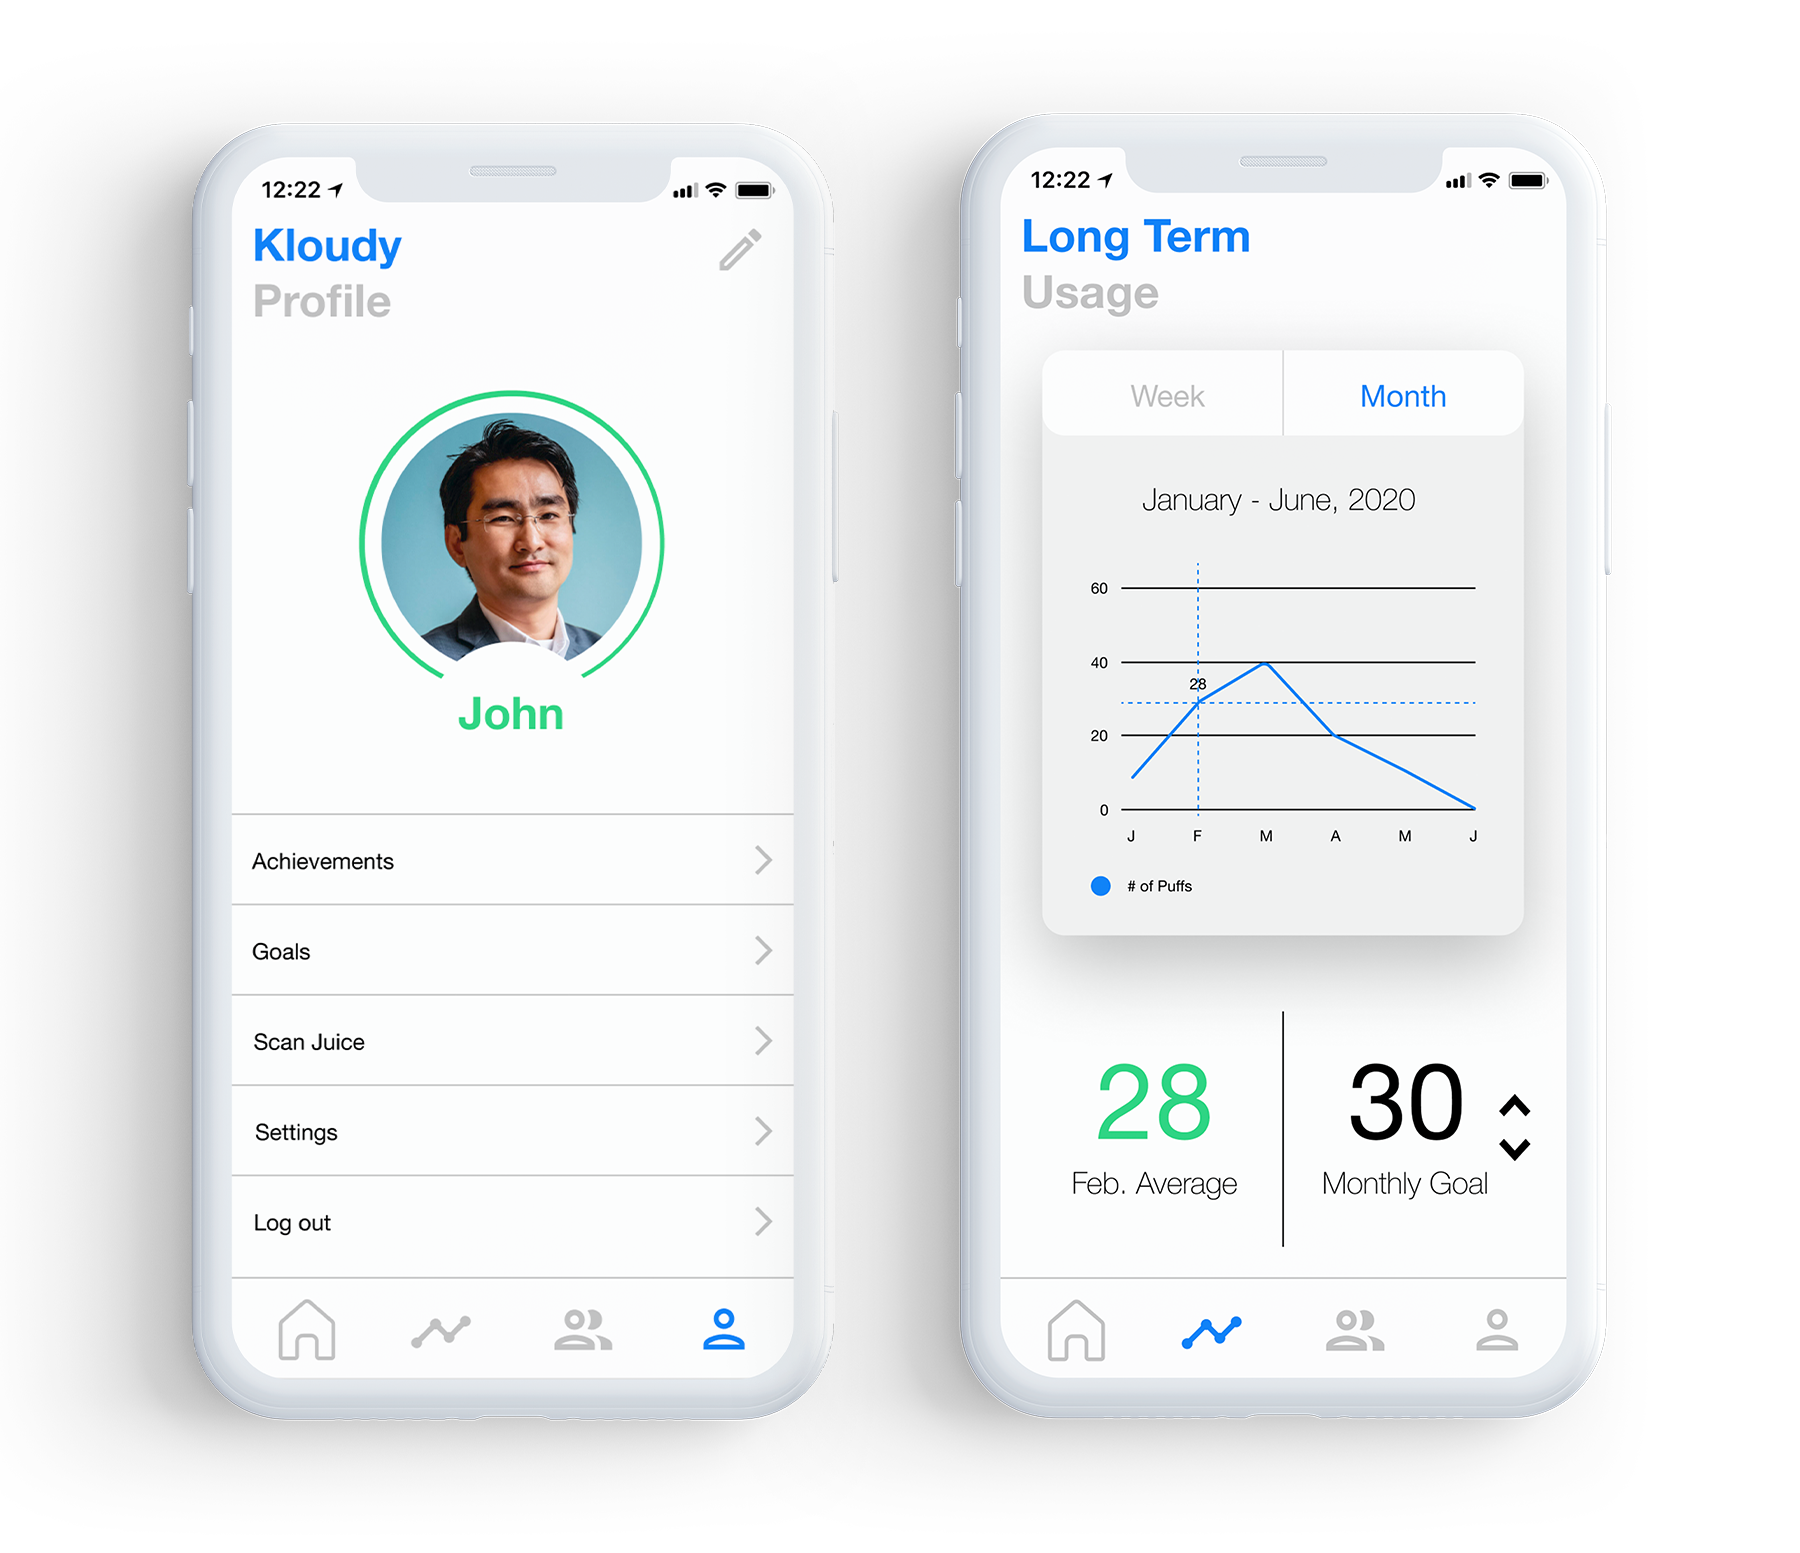 12:22
Kloudy
Profile
John
Achievements
Goals
Scan Juice
Settings
Log out
12:22
Long Term
Usage
Week
Month
January - June, 2020
60
40
28
20
0
J F M A M J
# of Puffs
28
Feb. Average
30
Monthly Goal